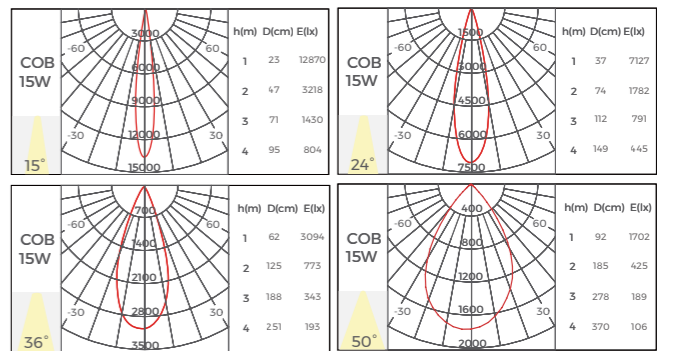 3000
6000
9000
12000
15000
-60
60
-30
30
COB
15W
15°
h(m) D(cm) E(lx)
1 23 12870
2 47 3218
3 71 1430
4 95 804
1500
3000
4500
6000
7500
-60
60
-30
30
COB
15W
24°
h(m) D(cm) E(lx)
1 37 7127
2 74 1782
3 112 791
4 149 445
700
1400
2100
2800
3500
-60
60
-30
30
COB
15W
36°
h(m) D(cm) E(lx)
1 62 3094
2 125 773
3 188 343
4 251 193
400
800
1200
1600
2000
-60
60
-30
30
COB
15W
50°
h(m) D(cm) E(lx)
1 92 1702
2 185 425
3 278 189
4 370 106